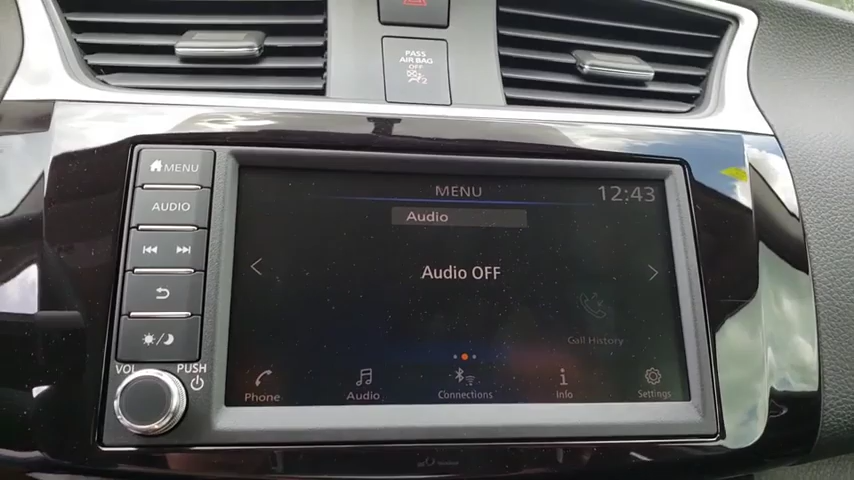 PASS
AIR BAG
OFF
2
MENU
AUDIO
VOL
PUSH
MENU
12:43
Audio
Audio OFF
Call History
Phone
Audio
Connections
Info
Settings